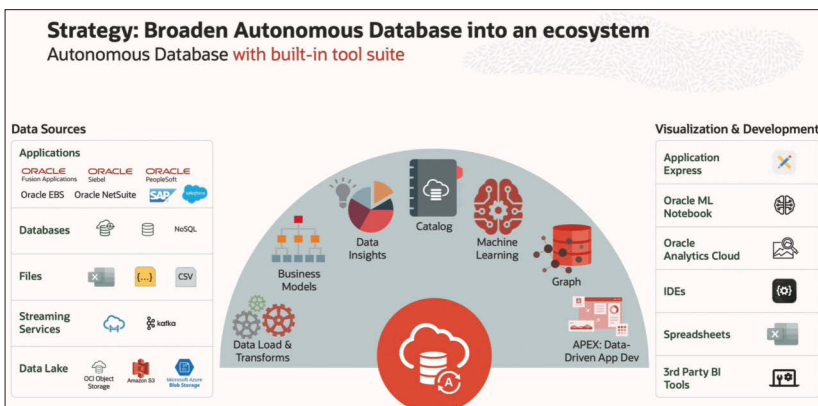 Strategy: Broaden Autonomous Database into an ecosystem
Autonomous Database with built-in tool suite
Data Sources
Applications
ORACLE
Fusion Applications
ORACLE
Siebel
ORACLE
PeopleSoft
Oracle EBS
Oracle NetSuite
SAP
salesforce
Databases
NoSQL
Files
X
{...}
CSV
Streaming
Services
kafka
Data Lake
OCI Object
Storage
Amazon S3
Microsoft Azure
Blob Storage
Data Load &
Transforms
Business
Models
Data
Insights
Catalog
Machine
Learning
Graph
APEX: Data-
Driven App Dev
A
Visualization & Development
Application
Express
Oracle ML
Notebook
Oracle
Analytics Cloud
IDEs
Spreadsheets
X
3rd Party BI
Tools